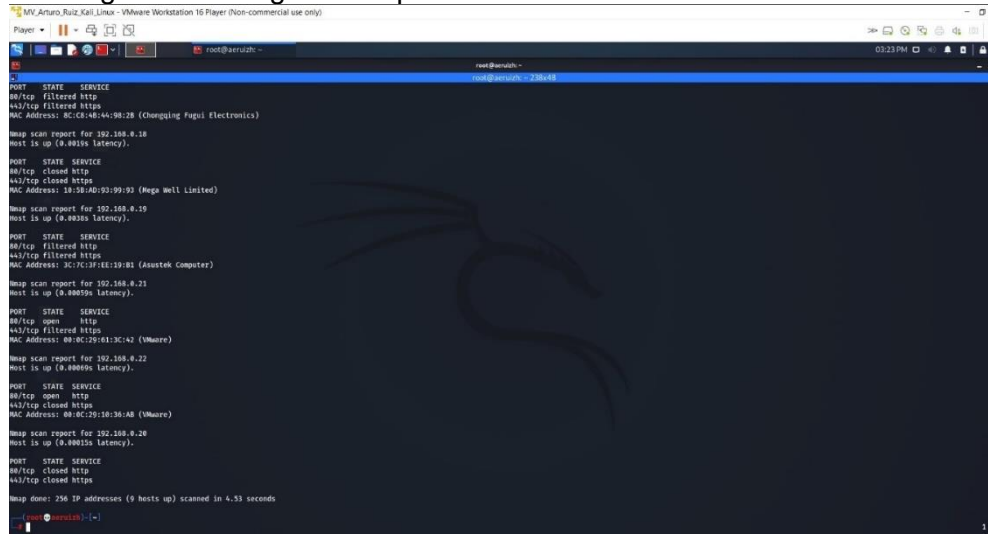 MV_Arturo_Ruiz_Kali_Linux - VMware Workstation 16 Player (Non-commercial use only)
Player
root@aeruizh: ~
03:23 PM
root@aeruizh: ~
root@aeruizh: ~ 238x48
PORT STATE SERVICE
80/tcp filtered http
443/tcp filtered https
MAC Address: 8C:C8:4B:44:98:2B (Chongqing Fugui Electronics)
Nmap scan report for 192.168.0.18
Host is up (0.0019s latency).
PORT STATE SERVICE
80/tcp closed http
443/tcp closed https
MAC Address: 10:5B:AD:93:99:93 (Mega Well Limited)
Nmap scan report for 192.168.0.19
Host is up (0.0038s latency).
PORT STATE SERVICE
80/tcp filtered http
443/tcp filtered https
MAC Address: 3C:7C:3F:EE:19:B1 (Asustek Computer)
Nmap scan report for 192.168.0.21
Host is up (0.00059s latency).
PORT STATE SERVICE
80/tcp open http
443/tcp filtered https
MAC Address: 00:0C:29:61:3C:42 (VMware)
Nmap scan report for 192.168.0.22
Host is up (0.00069s latency).
PORT STATE SERVICE
80/tcp open http
443/tcp closed https
MAC Address: 00:0C:29:10:36:AB (VMware)
Nmap scan report for 192.168.0.20
Host is up (0.00015s latency).
PORT STATE SERVICE
80/tcp closed http
443/tcp closed https
Nmap done: 256 IP addresses (9 hosts up) scanned in 4.53 seconds
(root💀aeruizh)-[~]
#
1